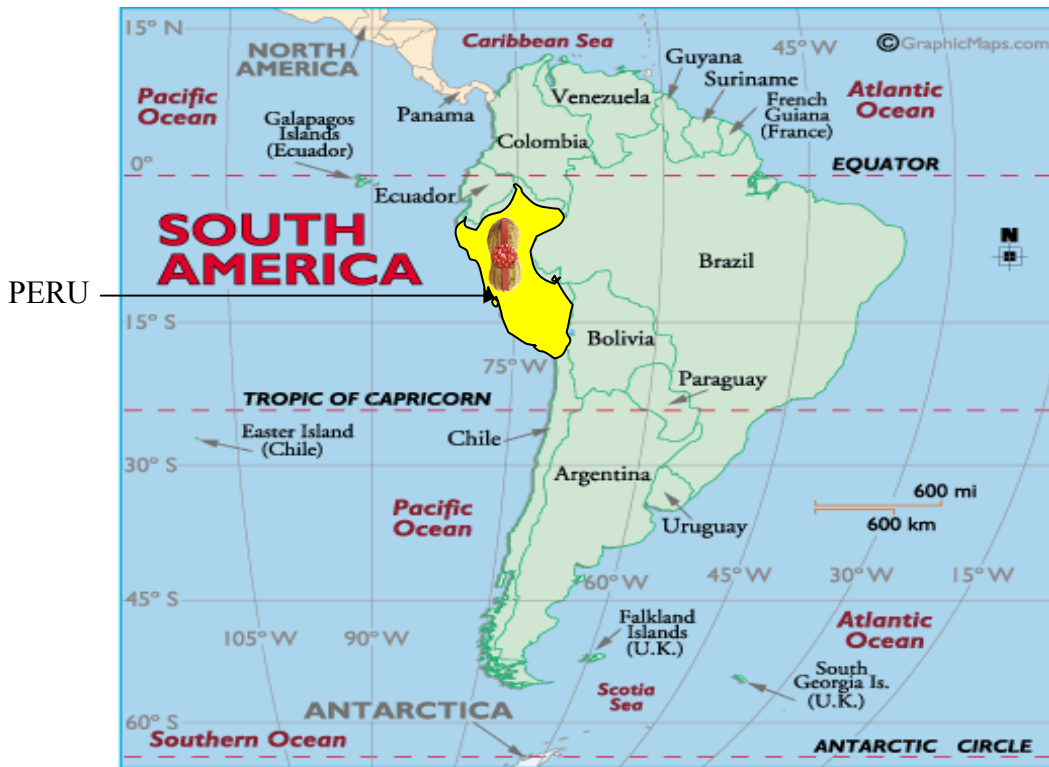 15° N
Caribbean Sea
45° W
©GraphicMaps.com
NORTH
AMERICA
Guyana
Suriname
Pacific
Ocean
Panama
Venezuela
French
Guiana
(France)
Atlantic
Ocean
Galapagos
Islands
(Ecuador)
Colombia
0°
EQUATOR
Ecuador
SOUTH
AMERICA
N
Brazil
PERU
15° S
Bolivia
75° W
Paraguay
TROPIC OF CAPRICORN
Easter Island
(Chile)
Chile
30° S
Argentina
600 mi
600 km
Pacific
Ocean
Uruguay
60° W
45° W
30° W
15° W
45° S
105° W
90° W
Falkland
Islands
(U.K.)
Atlantic
Ocean
South
Georgia Is.
(U.K.)
Scotia
Sea
ANTARCTICA
60° S
Southern Ocean
ANTARCTIC CIRCLE